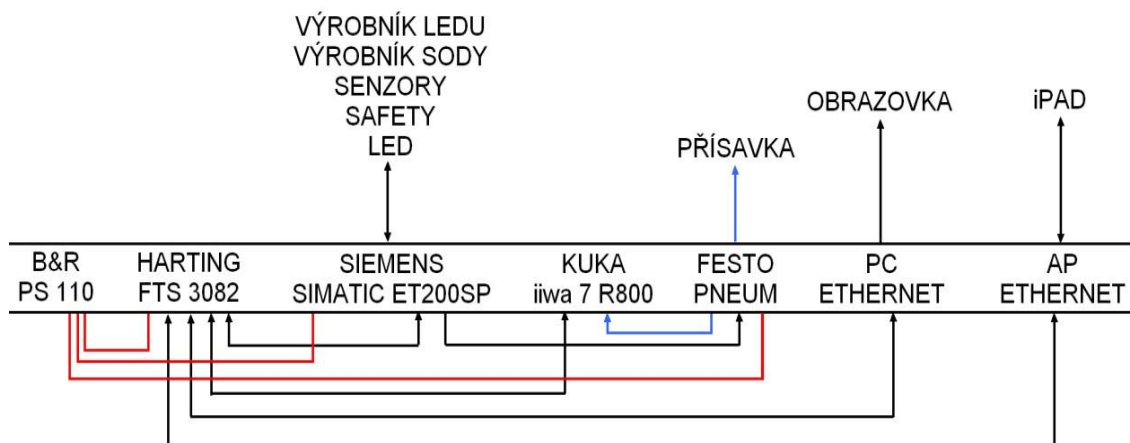 VÝROBNÍK LEDU
VÝROBNÍK SODY
SENZORY
SAFETY
LED
PŘÍSAVKA
OBRAZOVKA
iPAD
B&R
PS 110
HARTING
FTS 3082
SIEMENS
SIMATIC ET200SP
KUKA
iiwa 7 R800
FESTO
PNEUM
PC
ETHERNET
AP
ETHERNET